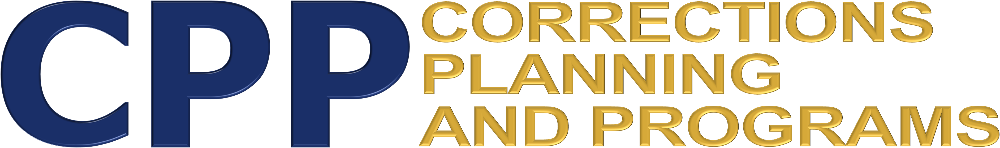 CPP
CORRECTIONS
PLANNING
AND PROGRAMS